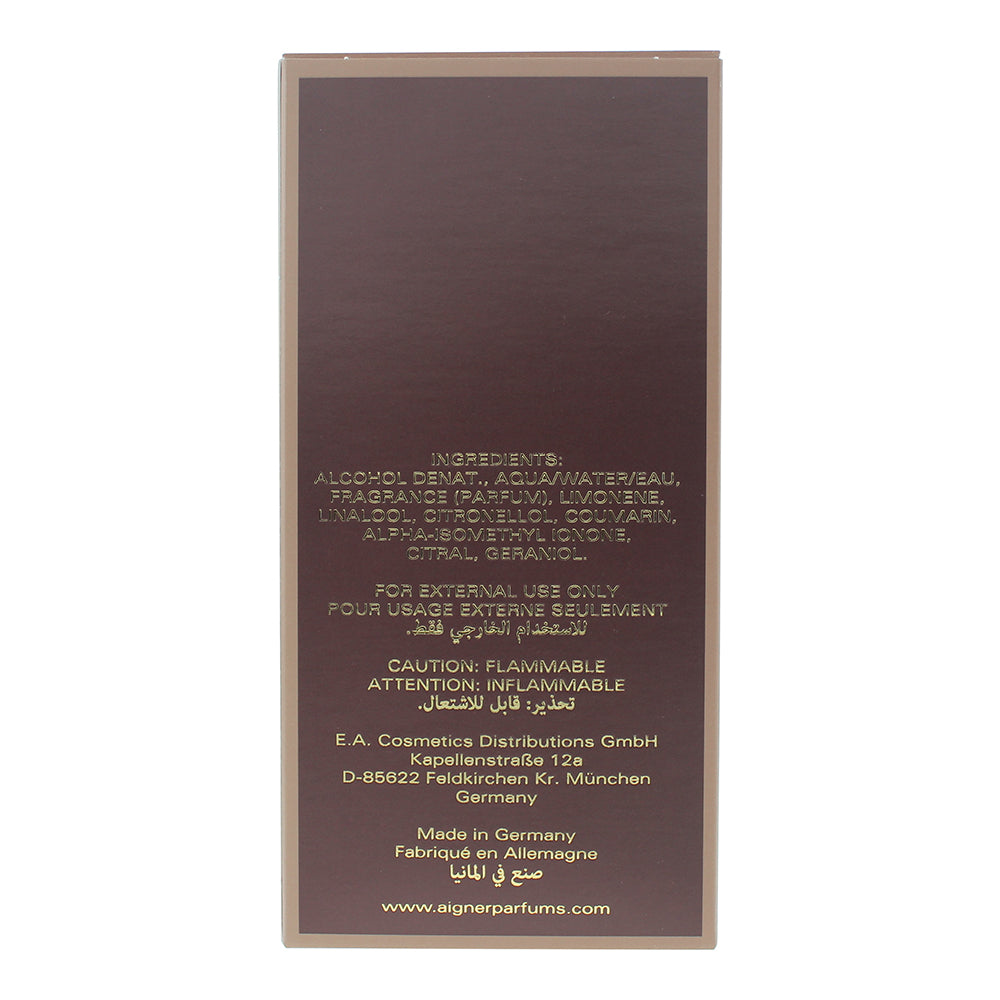 INGREDIENTS:
ALCOHOL DENAT., AQUA/WATER/EAU,
FRAGRANCE (PARFUM), LIMONENE,
LINALOOL, CITRONELLOL, COUMARIN,
ALPHA-ISOMETHYL IONONE,
CITRAL, GERANIOL.
FOR EXTERNAL USE ONLY
POUR USAGE EXTERNE SEULEMENT
للاستخدام الخارجي فقط.
CAUTION: FLAMMABLE
ATTENTION: INFLAMMABLE
تحذير: قابل للاشتعال.
E.A. Cosmetics Distributions GmbH
Kapellenstraße 12a
D-85622 Feldkirchen Kr. München
Germany
Made in Germany
Fabriqué en Allemagne
صنع في المانيا
www.aignerparfums.com